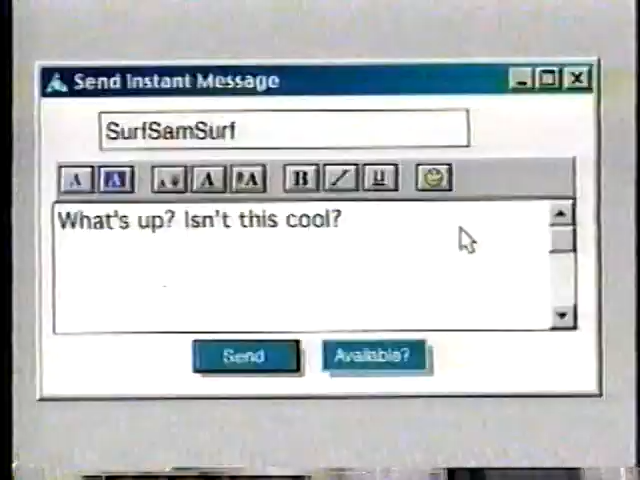 Send Instant Message
SurfSamSurf
A A A A A B I U
What's up? Isn't this cool?
Send Available?